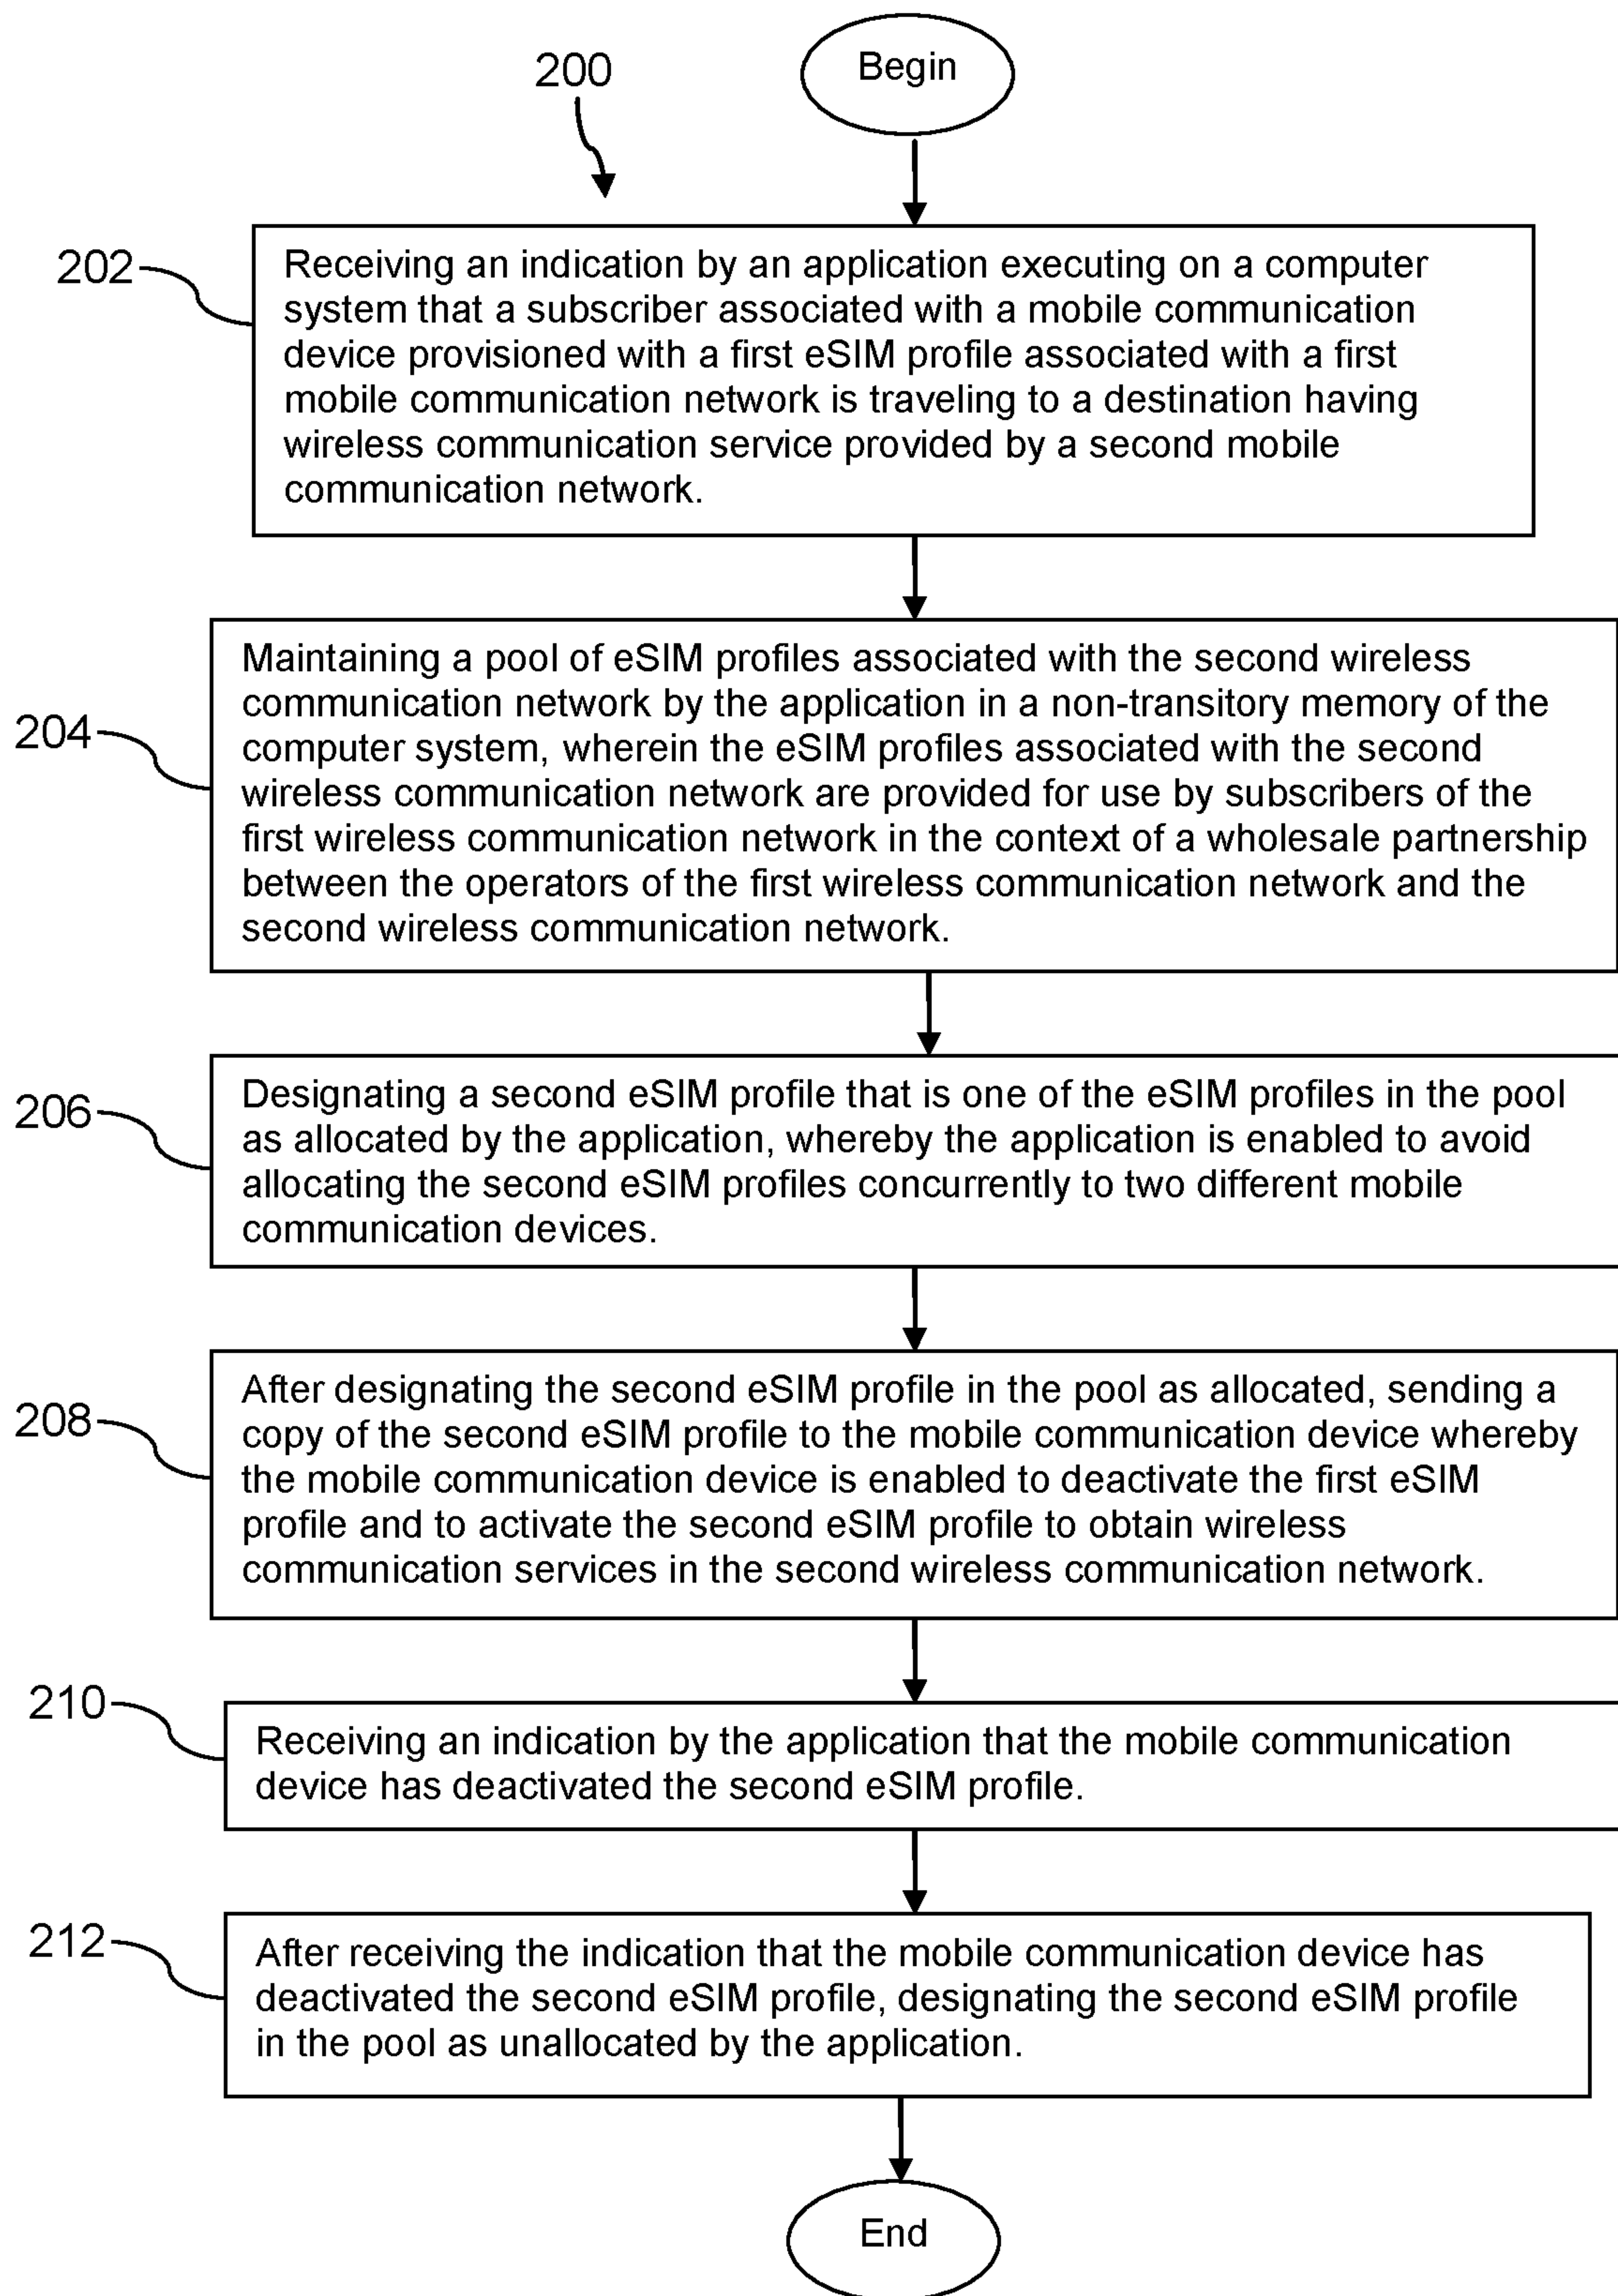 Begin
200
202
Receiving an indication by an application executing on a computer
system that a subscriber associated with a mobile communication
device provisioned with a first eSIM profile associated with a first
mobile communication network is traveling to a destination having
wireless communication service provided by a second mobile
communication network.
204
Maintaining a pool of eSIM profiles associated with the second wireless
communication network by the application in a non-transitory memory of the
computer system, wherein the eSIM profiles associated with the second
wireless communication network are provided for use by subscribers of the
first wireless communication network in the context of a wholesale partnership
between the operators of the first wireless communication network and the
second wireless communication network.
206
Designating a second eSIM profile that is one of the eSIM profiles in the pool
as allocated by the application, whereby the application is enabled to avoid
allocating the second eSIM profiles concurrently to two different mobile
communication devices.
208
After designating the second eSIM profile in the pool as allocated, sending a
copy of the second eSIM profile to the mobile communication device whereby
the mobile communication device is enabled to deactivate the first eSIM
profile and to activate the second eSIM profile to obtain wireless
communication services in the second wireless communication network.
210
Receiving an indication by the application that the mobile communication
device has deactivated the second eSIM profile.
212
After receiving the indication that the mobile communication device has
deactivated the second eSIM profile, designating the second eSIM profile
in the pool as unallocated by the application.
End